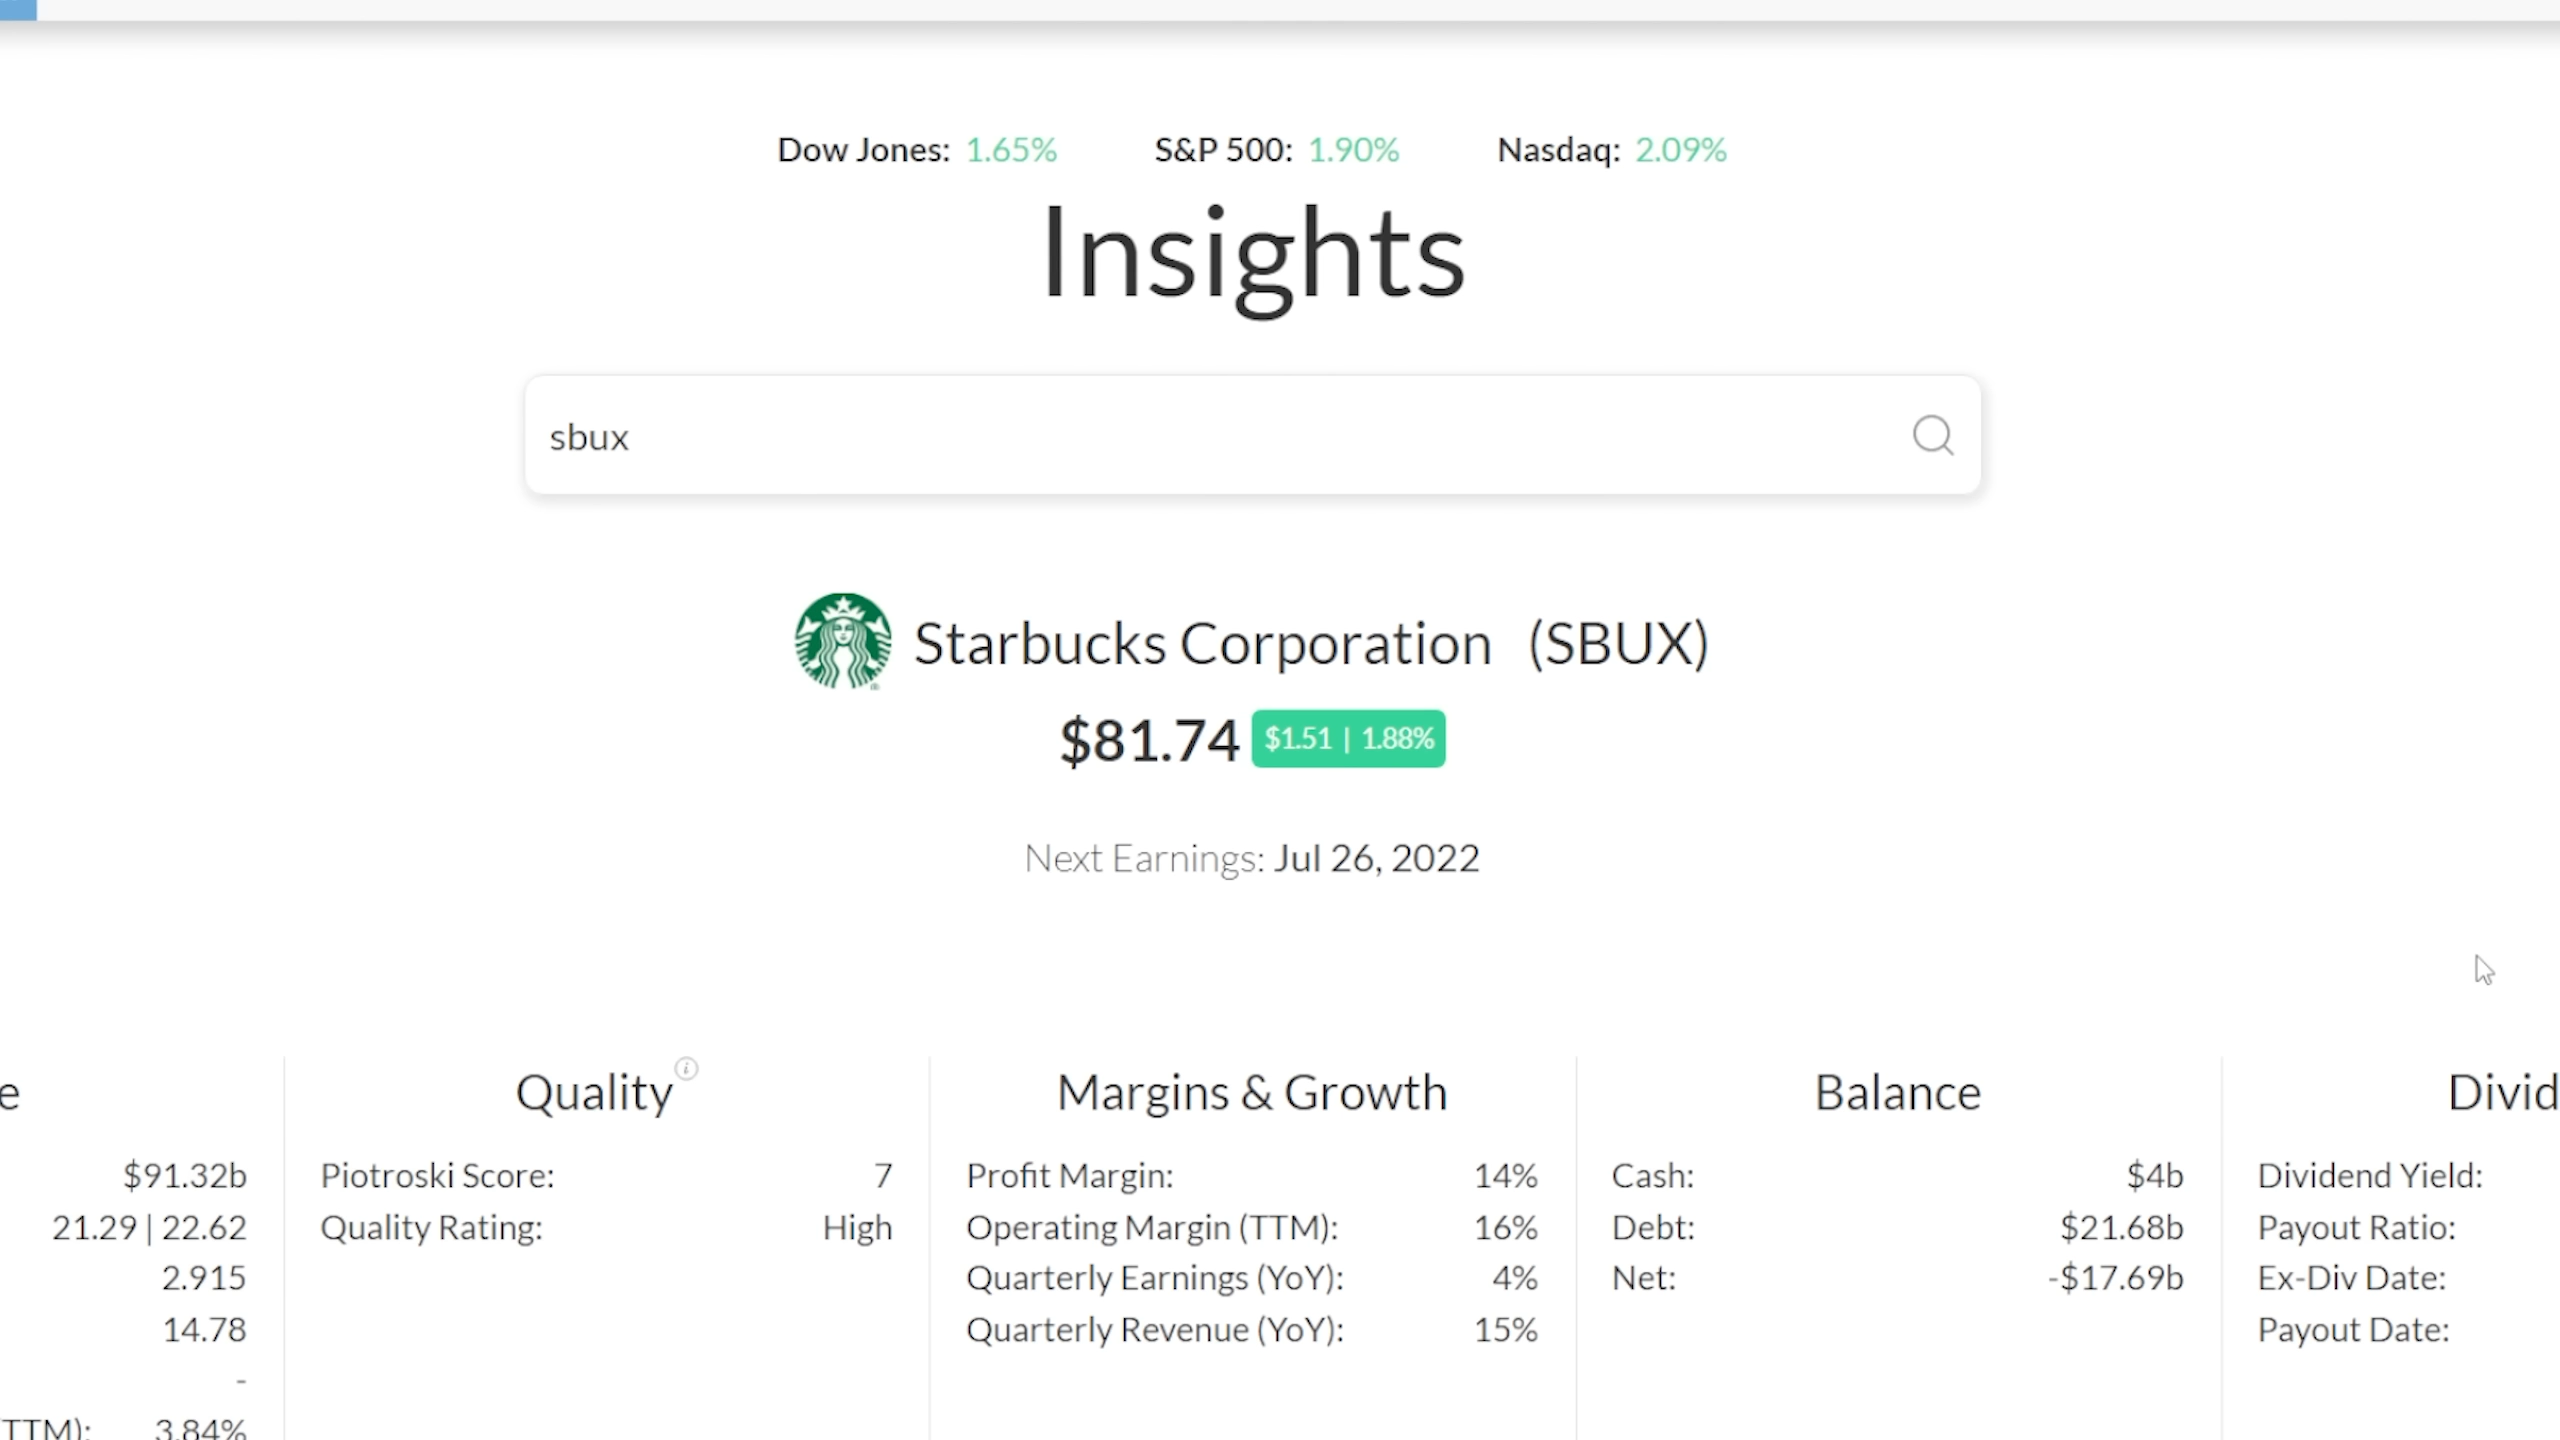 Dow Jones: 1.65% S&P 500: 1.90% Nasdaq: 2.09%
Insights
sbux
Starbucks Corporation (SBUX)
$81.74 $1.51 | 1.88%
Next Earnings: Jul 26, 2022
e
$91.32b
21.29 | 22.62
2.915
14.78
-
TTM): 3.84%
Quality
Piotroski Score: 7
Quality Rating: High
Margins & Growth
Profit Margin: 14%
Operating Margin (TTM): 16%
Quarterly Earnings (YoY): 4%
Quarterly Revenue (YoY): 15%
Balance
Cash: $4b
Debt: $21.68b
Net: -$17.69b
Divid
Dividend Yield:
Payout Ratio:
Ex-Div Date:
Payout Date: